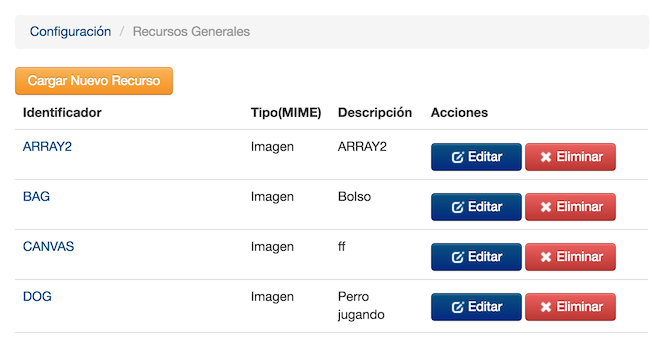 Configuración / Recursos Generales
Cargar Nuevo Recurso
Identificador Tipo(MIME) Descripción Acciones
ARRAY2 Imagen ARRAY2 Editar Eliminar
BAG Imagen Bolso Editar Eliminar
CANVAS Imagen ff Editar Eliminar
DOG Imagen Perro jugando Editar Eliminar